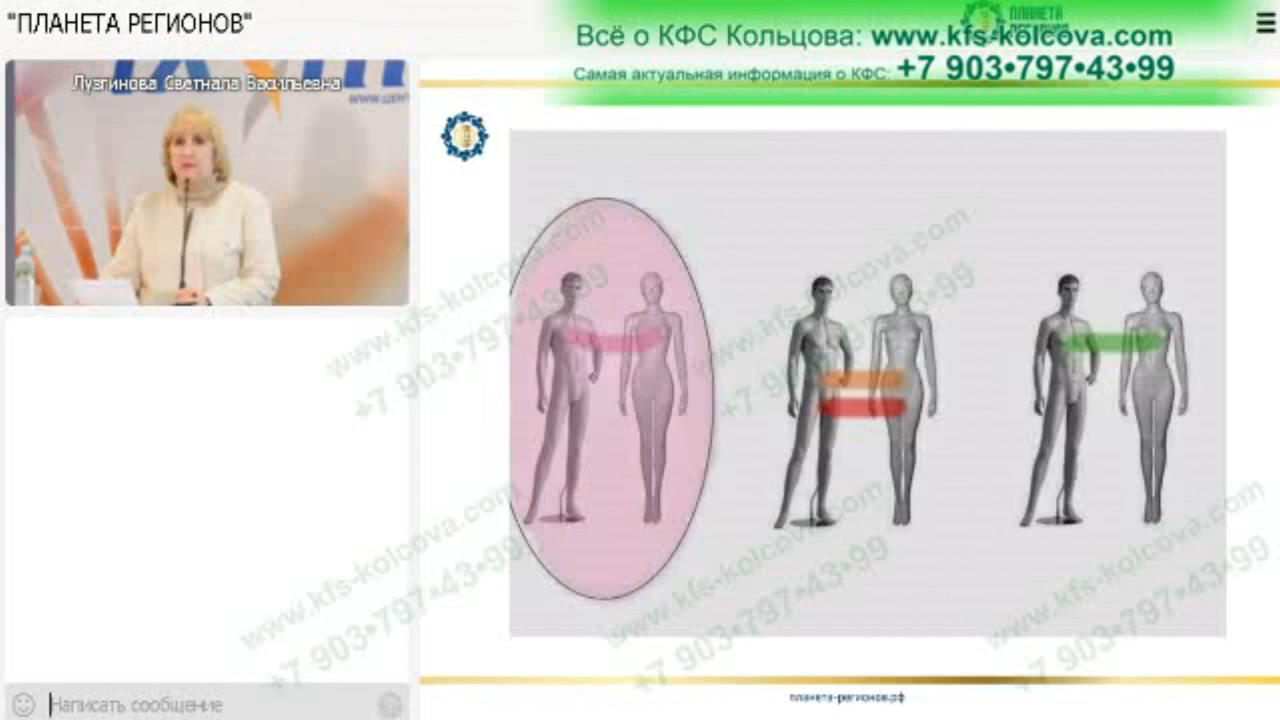 "ПЛАНЕТА РЕГИОНОВ"
Лузгинова Светлала Васильевна
ПЛАНЕТА
Всё о КФС Кольцова: www.kfs-kolcova.com
Самая актуальная информация о КФС: +7 903•797•43•99
www.kfs-kolcova.com
+7 903•797•43•99
www.kfs-kolcova.com
+7 903•797•43•99
www.kfs-kolcova.com
+7 903•797•43•99
www.kfs-kolcova.com
+7 903•797•43•99
www.kfs-kolcova.com
+7 903•797•43•99
планета-регионов.рф
Написать сообщение